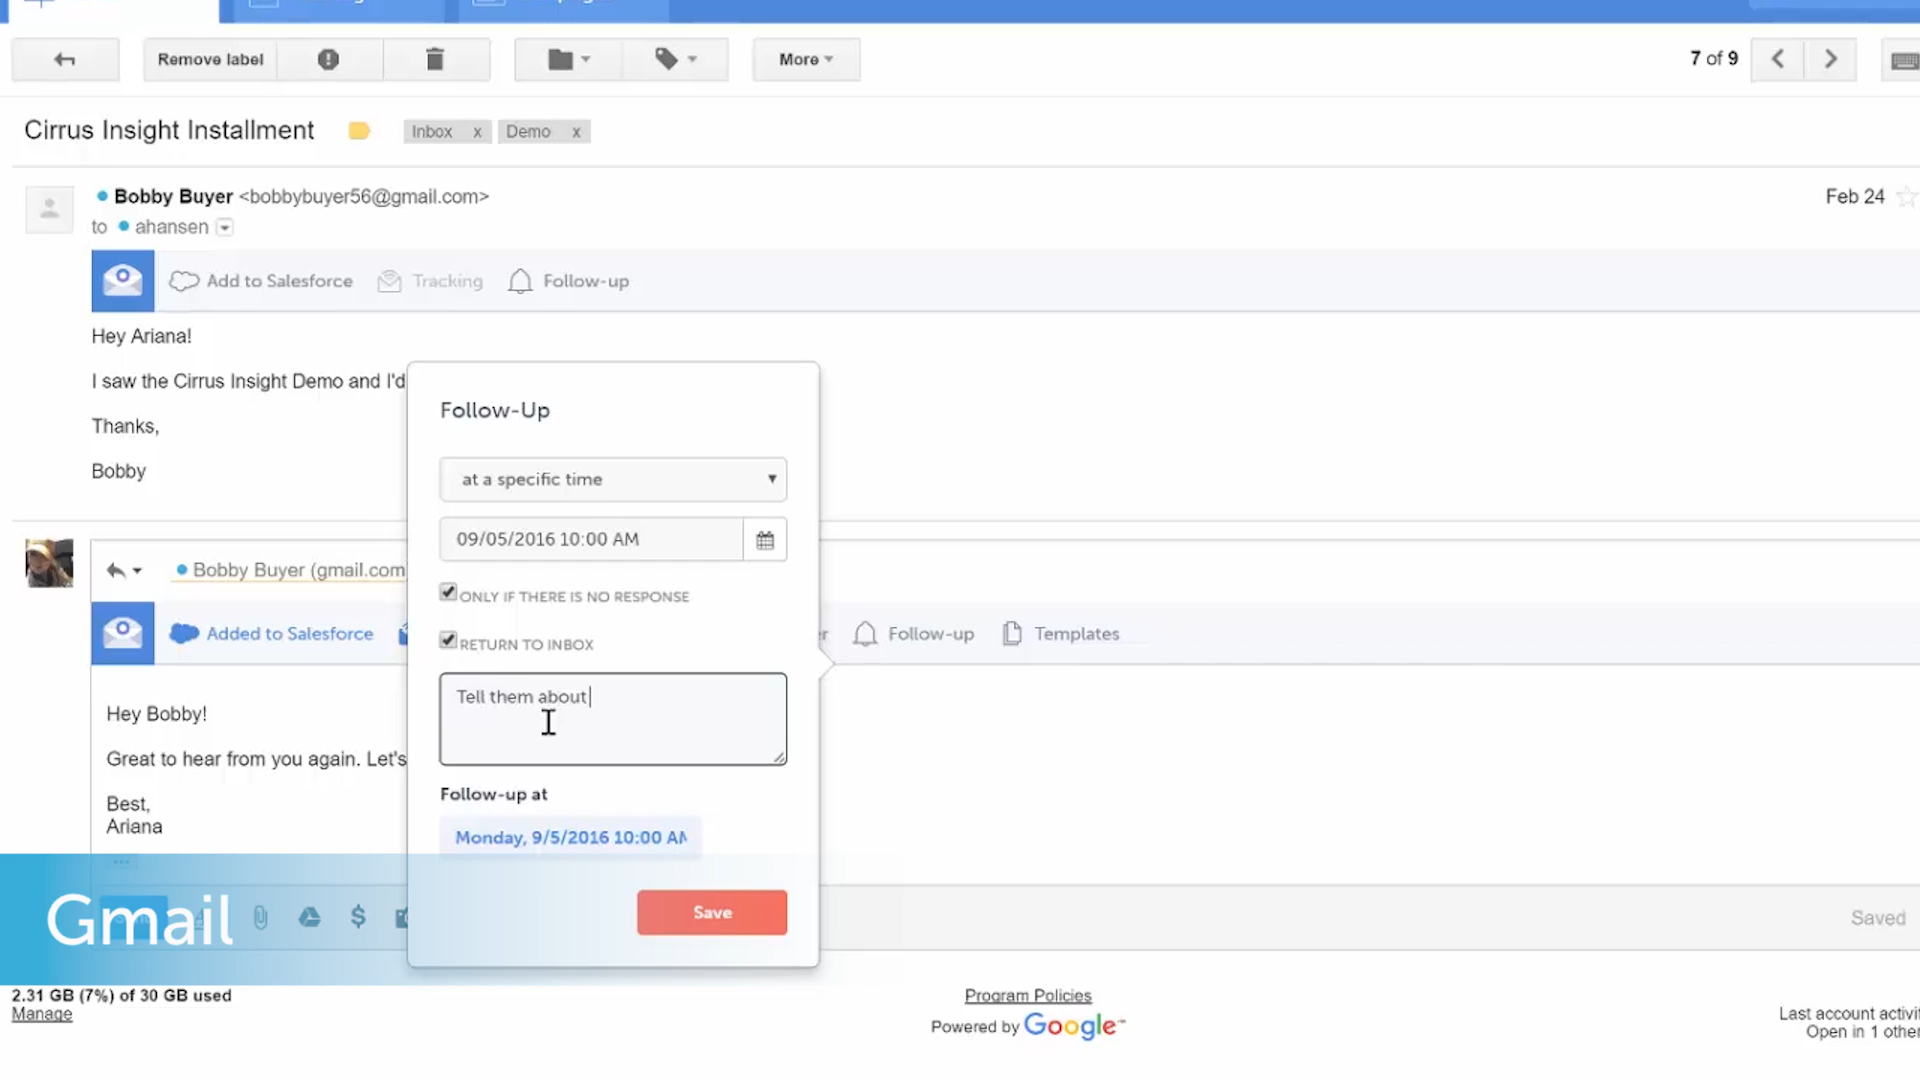 Remove label
More
7 of 9
Cirrus Insight Installment
Inbox x
Demo x
Bobby Buyer <bobbybuyer56@gmail.com>
Feb 24
to ahansen
Add to Salesforce
Tracking
Follow-up
Hey Ariana!
I saw the Cirrus Insight Demo and I'd
Thanks,
Bobby
Follow-Up
at a specific time
09/05/2016 10:00 AM
ONLY IF THERE IS NO RESPONSE
RETURN TO INBOX
Tell them about
Follow-up at
Monday, 9/5/2016 10:00 AM
Save
Bobby Buyer (gmail.com
Added to Salesforce
Follow-up
Templates
Hey Bobby!
Great to hear from you again. Let's
Best,
Ariana
Gmail
Saved
2.31 GB (7%) of 30 GB used
Manage
Program Policies
Powered by Google™
Last account activit
Open in 1 other